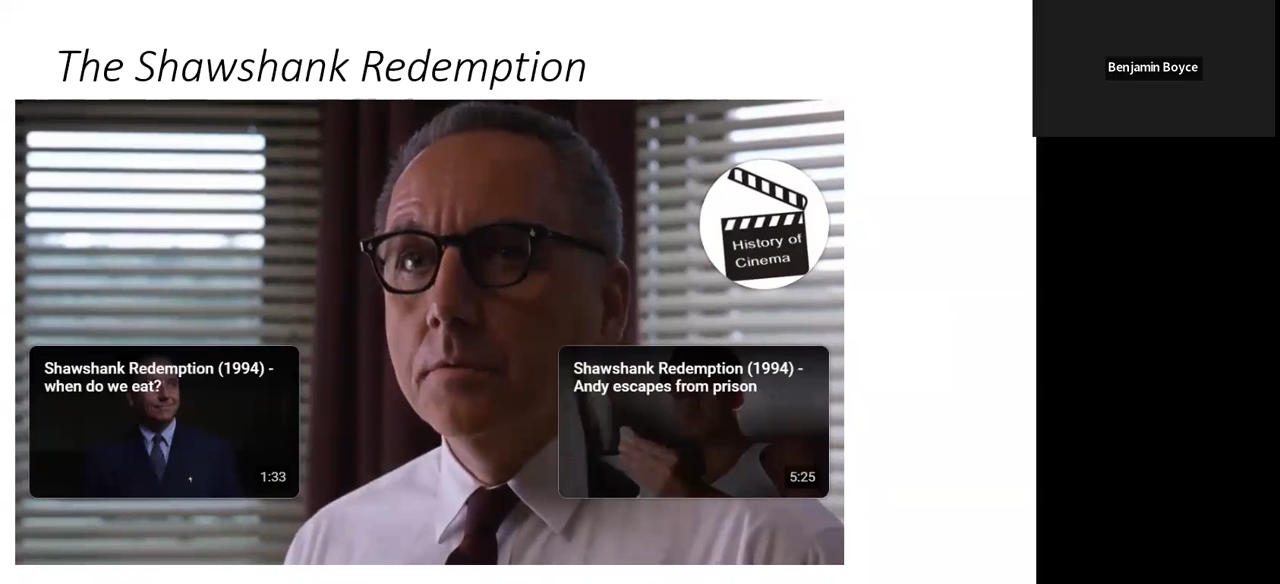 The Shawshank Redemption
Benjamin Boyce
History of
Cinema
Shawshank Redemption (1994) -
when do we eat?
1:33
Shawshank Redemption (1994) -
Andy escapes from prison
5:25